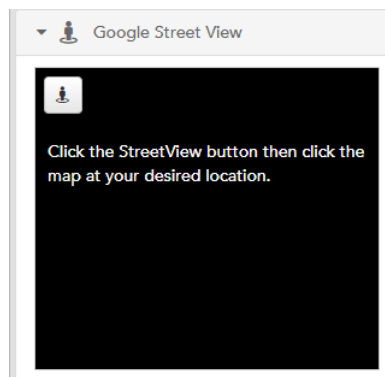 Google Street View
Click the StreetView button then click the
map at your desired location.